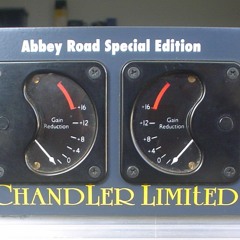 Abbey Road Special Edition
+16
+12
Gain
Reduction
+8
+4
0
+16
+12
Gain
Reduction
+8
+4
0
CHANDLER LIMITED